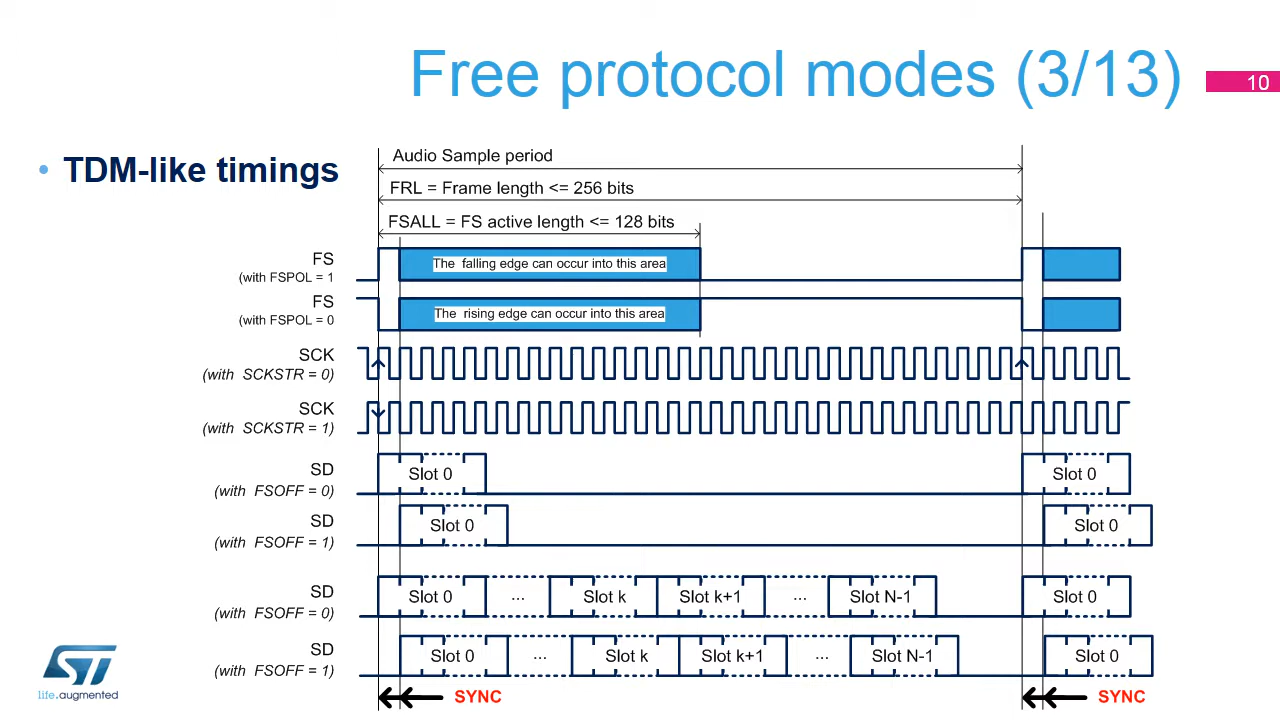 Free protocol modes (3/13)
10
• TDM-like timings
Audio Sample period
FRL = Frame length <= 256 bits
FSALL = FS active length <= 128 bits
FS
(with FSPOL = 1
The falling edge can occur into this area
FS
(with FSPOL = 0
The rising edge can occur into this area
SCK
(with SCKSTR = 0)
SCK
(with SCKSTR = 1)
SD
(with FSOFF = 0)
Slot 0 Slot 0
SD
(with FSOFF = 1)
Slot 0 Slot 0
SD
(with FSOFF = 0)
Slot 0 ... Slot k Slot k+1 ... Slot N-1 Slot 0
SD
(with FSOFF = 1)
Slot 0 ... Slot k Slot k+1 ... Slot N-1 Slot 0
SYNC SYNC
ST
life.augmented